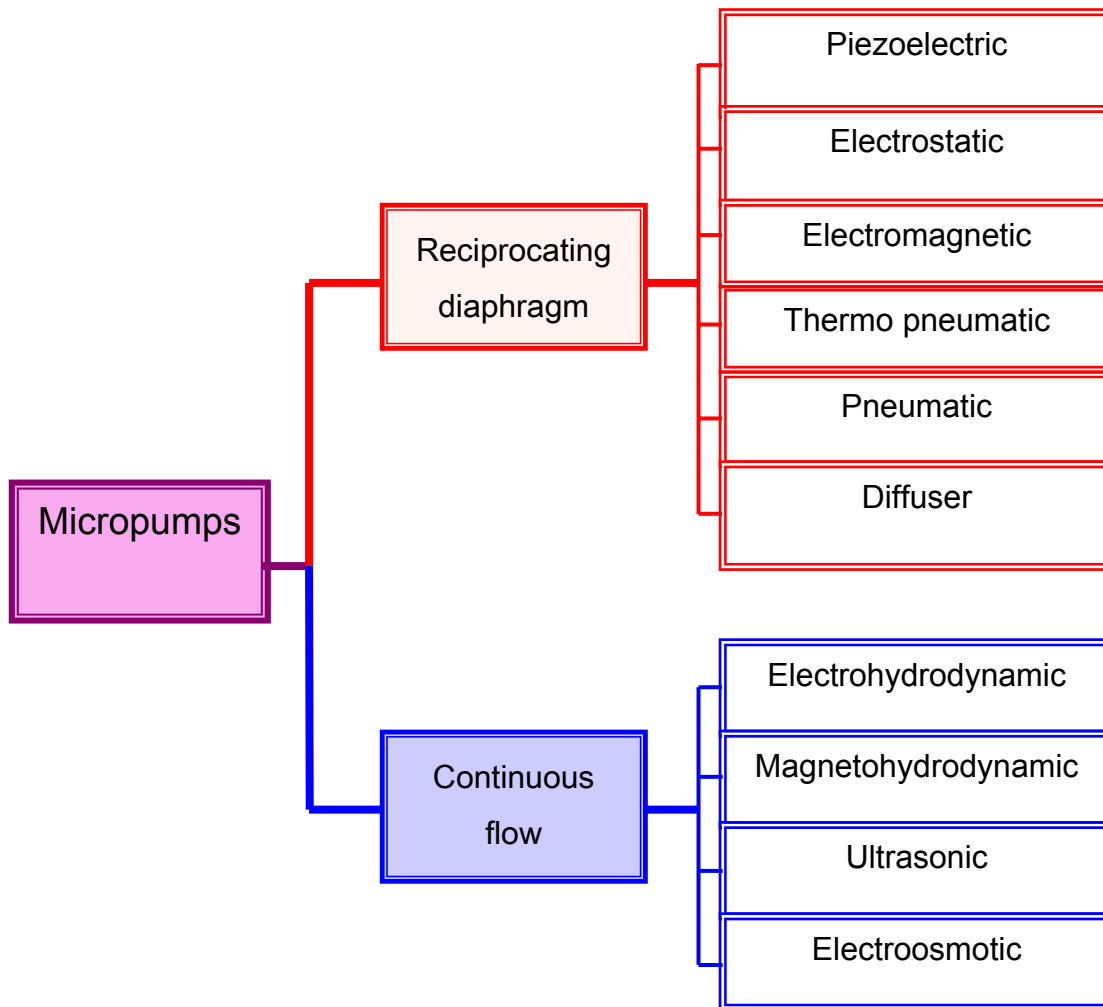 Micropumps
Reciprocating
diaphragm
Piezoelectric
Electrostatic
Electromagnetic
Thermo pneumatic
Pneumatic
Diffuser
Continuous
flow
Electrohydrodynamic
Magnetohydrodynamic
Ultrasonic
Electroosmotic